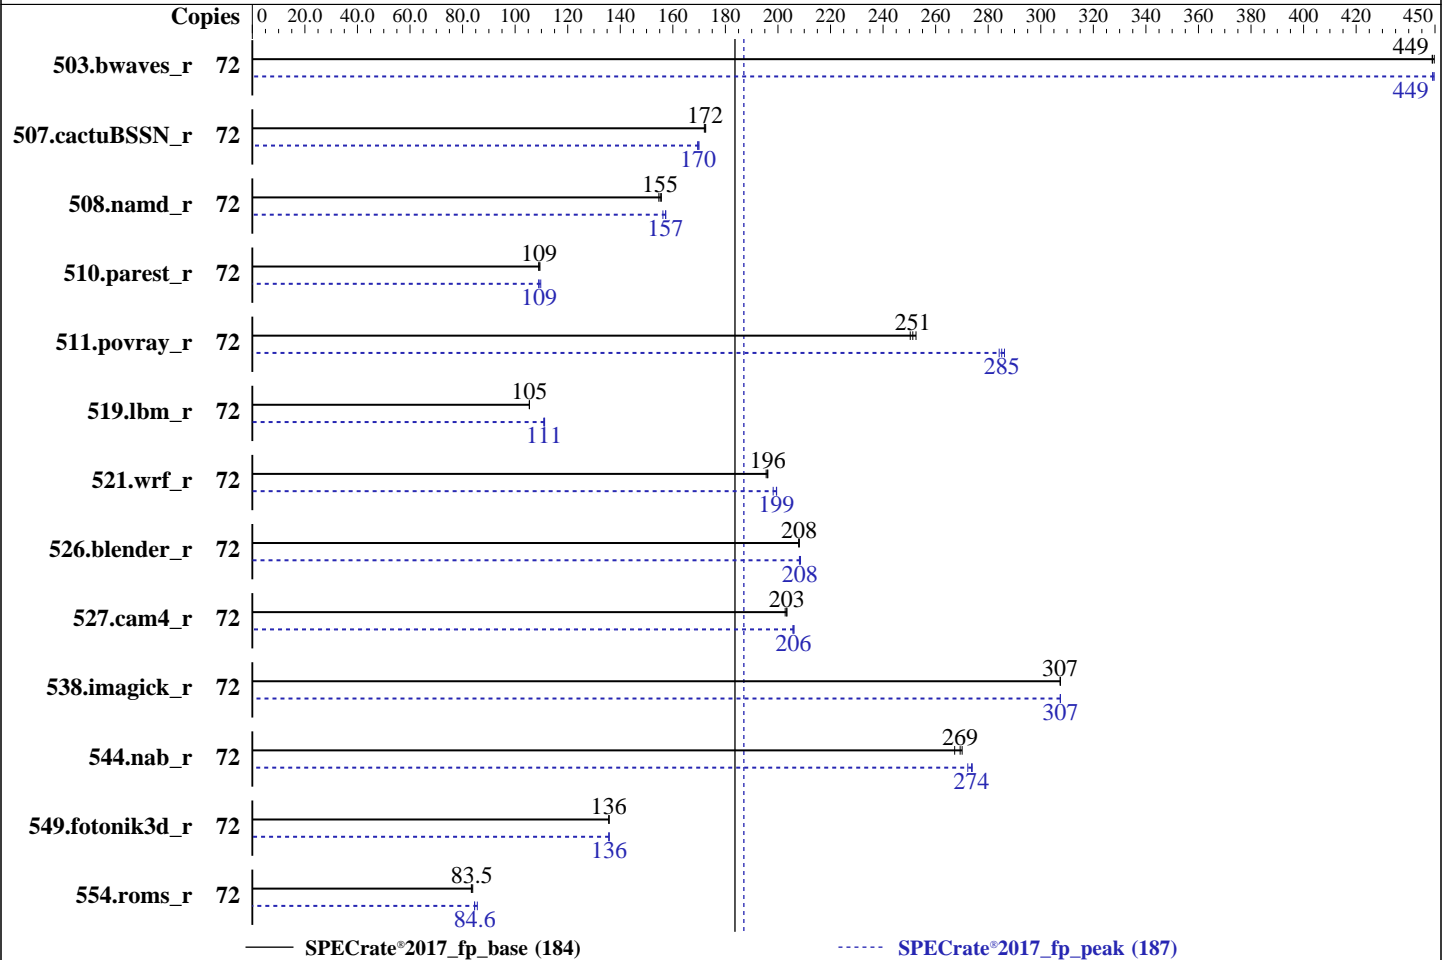 Copies 0 20.0 40.0 60.0 80.0 100 120 140 160 180 200 220 240 260 280 300 320 340 360 380 400 420 450
449
503.bwaves_r 72
449
172
507.cactuBSSN_r 72
170
155
508.namd_r 72
157
109
510.parest_r 72
109
251
511.povray_r 72
285
105
519.lbm_r 72
111
196
521.wrf_r 72
199
208
526.blender_r 72
208
203
527.cam4_r 72
206
307
538.imagick_r 72
307
269
544.nab_r 72
274
136
549.fotonik3d_r 72
136
83.5
554.roms_r 72
84.6
SPECrate®2017_fp_base (184) SPECrate®2017_fp_peak (187)